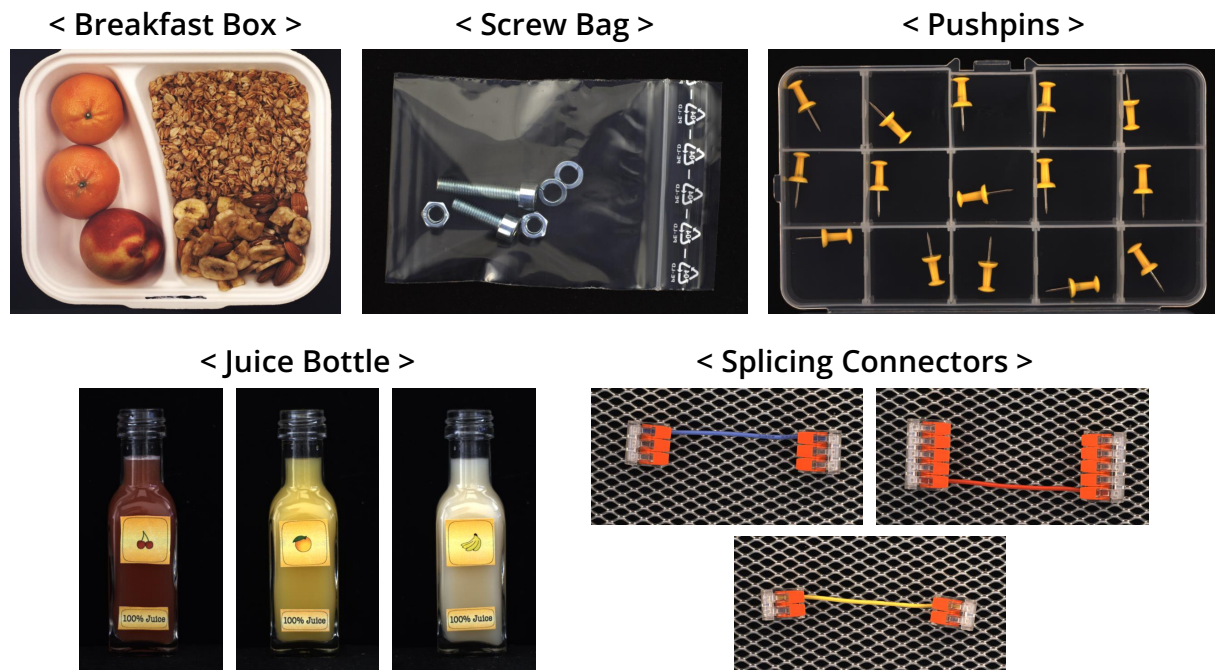 < Breakfast Box >
< Screw Bag >
< Pushpins >
< Juice Bottle >
< Splicing Connectors >
100% Juice
100% Juice
100% Juice